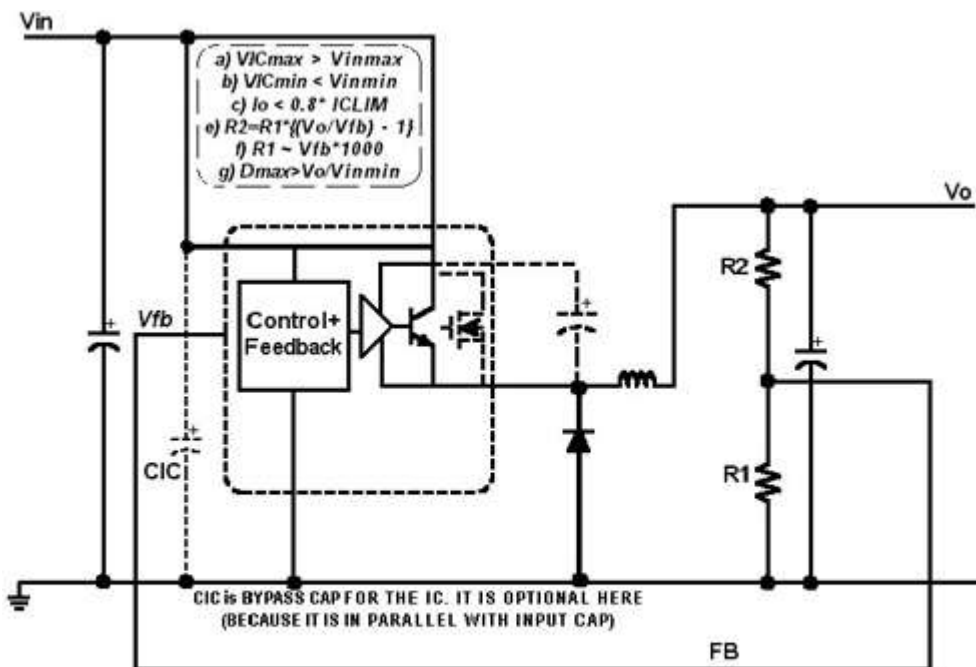 Vin
a) VICmax > Vinmax
b) VICmin < Vinmin
c) Io < 0.8* ICLIM
e) R2=R1*{(Vo/Vfb) - 1}
f) R1 ~ Vfb*1000
g) Dmax>Vo/Vinmin
Vo
R2
Vfb
Control+
Feedback
+
+
+
+
CIC
R1
CIC is BYPASS CAP FOR THE IC. IT IS OPTIONAL HERE
(BECAUSE IT IS IN PARALLEL WITH INPUT CAP)
FB